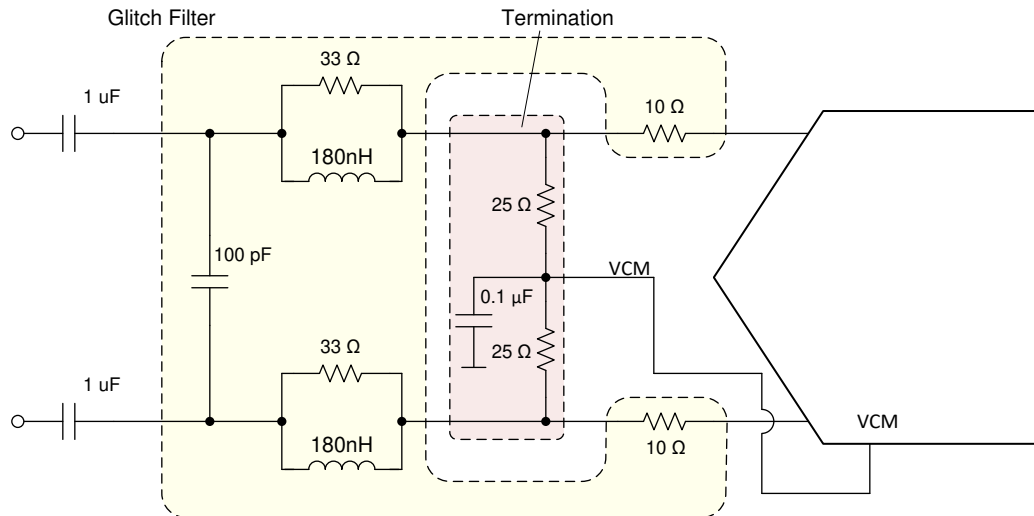 Glitch Filter
Termination
33 Ω
1 uF
10 Ω
180nH
25 Ω
100 pF
VCM
0.1 µF
25 Ω
33 Ω
1 uF
VCM
10 Ω
180nH